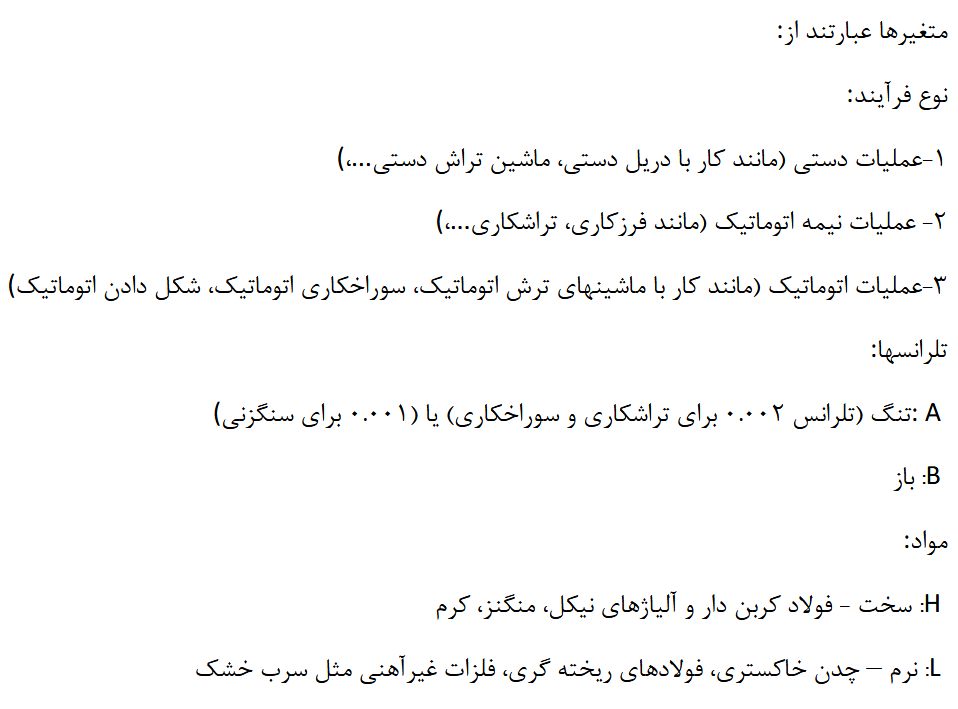 متغیرها عبارتند از:
نوع فرآیند:
۱-عملیات دستی (مانند کار با دریل دستی، ماشین تراش دستی...،)
۲- عملیات نیمه اتوماتیک (مانند فرزکاری، تراشکاری...،)
۳-عملیات اتوماتیک (مانند کار با ماشینهای ترش اتوماتیک، سوراخکاری اتوماتیک، شکل دادن اتوماتیک)
تلرانسها:
A :تنگ (تلرانس ۰.۰۰۲ برای تراشکاری و سوراخکاری) یا (۰.۰۰۱ برای سنگزنی)
B: باز
مواد:
H: سخت - فولاد کربن دار و آلیاژهای نیکل، منگنز، کرم
L: نرم – چدن خاکستری، فولادهای ریخته گری، فلزات غیرآهنی مثل سرب خشک